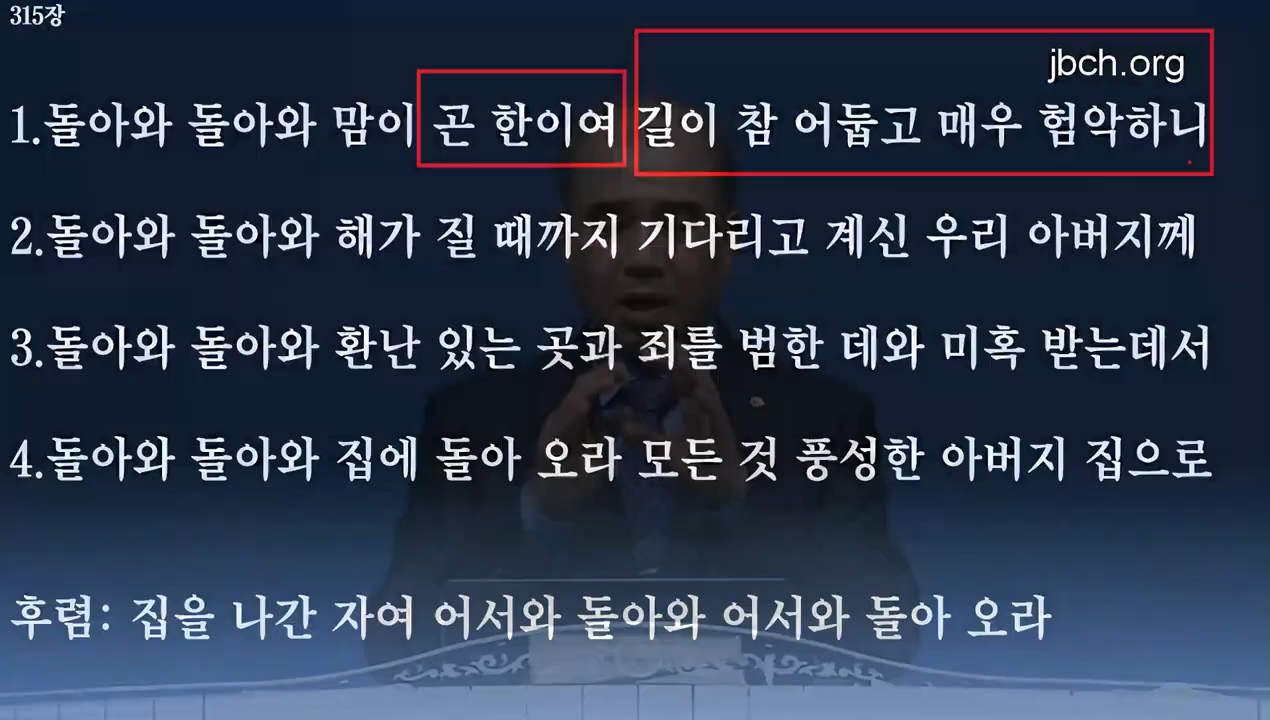 315장
jbch.org
1.돌아와 돌아와 맘이 곤 한이여 길이 참 어둡고 매우 험악하니
2.돌아와 돌아와 해가 질 때까지 기다리고 계신 우리 아버지께
3.돌아와 돌아와 환난 있는 곳과 죄를 범한 데와 미혹 받는데서
4.돌아와 돌아와 집에 돌아 오라 모든 것 풍성한 아버지 집으로
후렴: 집을 나간 자여 어서와 돌아와 어서와 돌아 오라